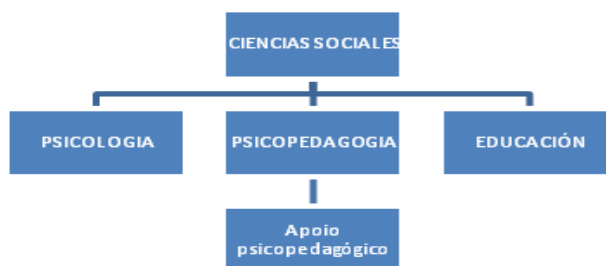 CIENCIAS SOCIALES
PSICOLOGIA
PSICOPEDAGOGIA
EDUCACIÓN
Apoio
psicopedagógico